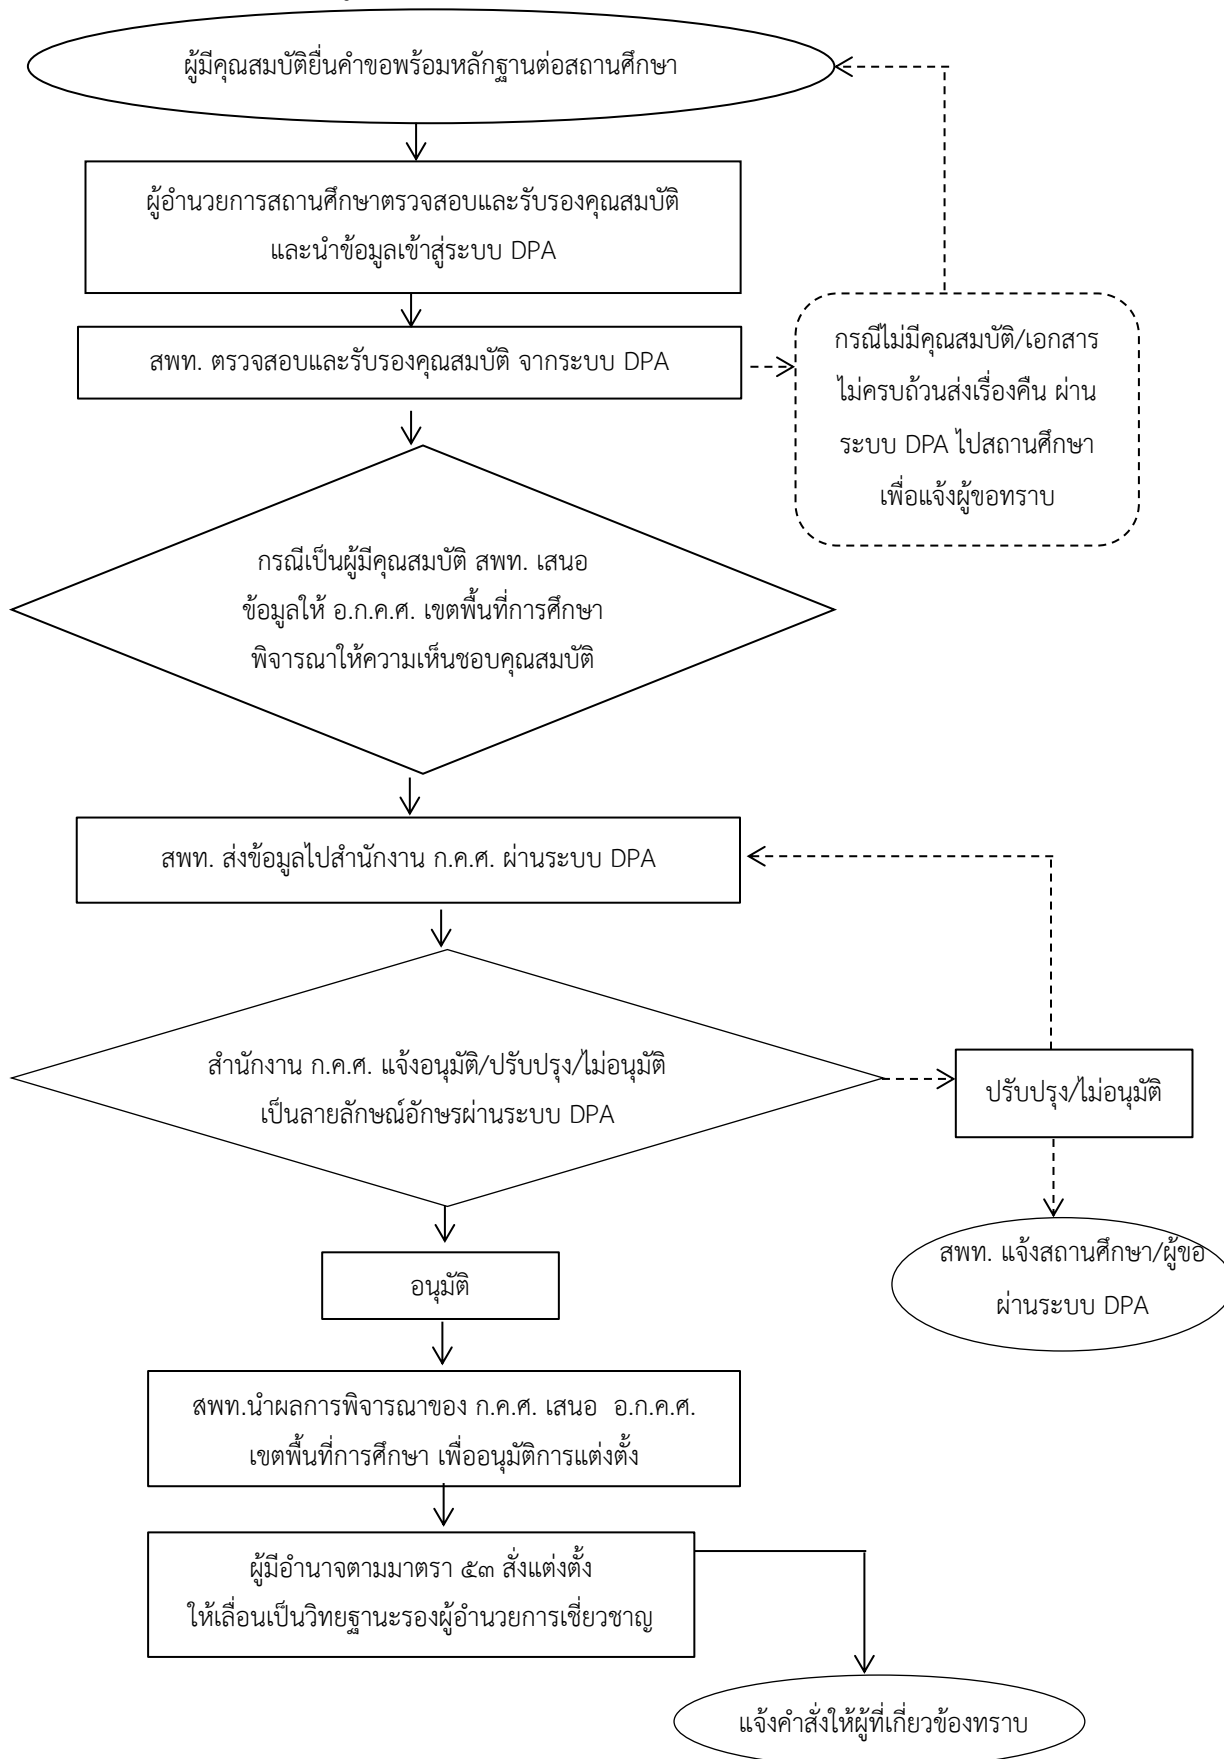 ผู้มีคุณสมบัติยื่นคำขอพร้อมหลักฐานต่อสถานศึกษา
ผู้อำนวยการสถานศึกษาตรวจสอบและรับรองคุณสมบัติ
และนำข้อมูลเข้าสู่ระบบ DPA
สพท. ตรวจสอบและรับรองคุณสมบัติ จากระบบ DPA
กรณีไม่มีคุณสมบัติ/เอกสาร
ไม่ครบถ้วนส่งเรื่องคืน ผ่าน
ระบบ DPA ไปสถานศึกษา
เพื่อแจ้งผู้ขอทราบ
กรณีเป็นผู้มีคุณสมบัติ สพท. เสนอ
ข้อมูลให้ อ.ก.ค.ศ. เขตพื้นที่การศึกษา
พิจารณาให้ความเห็นชอบคุณสมบัติ
สพท. ส่งข้อมูลไปสำนักงาน ก.ค.ศ. ผ่านระบบ DPA
สำนักงาน ก.ค.ศ. แจ้งอนุมัติ/ปรับปรุง/ไม่อนุมัติ
เป็นลายลักษณ์อักษรผ่านระบบ DPA
ปรับปรุง/ไม่อนุมัติ
สพท. แจ้งสถานศึกษา/ผู้ขอ
ผ่านระบบ DPA
อนุมัติ
สพท.นำผลการพิจารณาของ ก.ค.ศ. เสนอ อ.ก.ค.ศ.
เขตพื้นที่การศึกษา เพื่ออนุมัติการแต่งตั้ง
ผู้มีอำนาจตามมาตรา ๕๓ สั่งแต่งตั้ง
ให้เลื่อนเป็นวิทยฐานะรองผู้อำนวยการเชี่ยวชาญ
แจ้งคำสั่งให้ผู้ที่เกี่ยวข้องทราบ